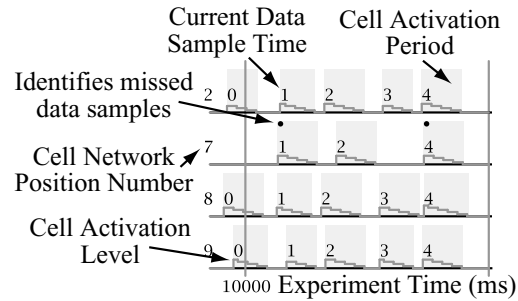 Current Data
Sample Time
Cell Activation
Period
Identifies missed
data samples
2 0 1 2 3 4
7 1 2 4
Cell Network
Position Number
8 0 1 2 3 4
Cell Activation
Level
9 0 1 2 3 4
10000 Experiment Time (ms)